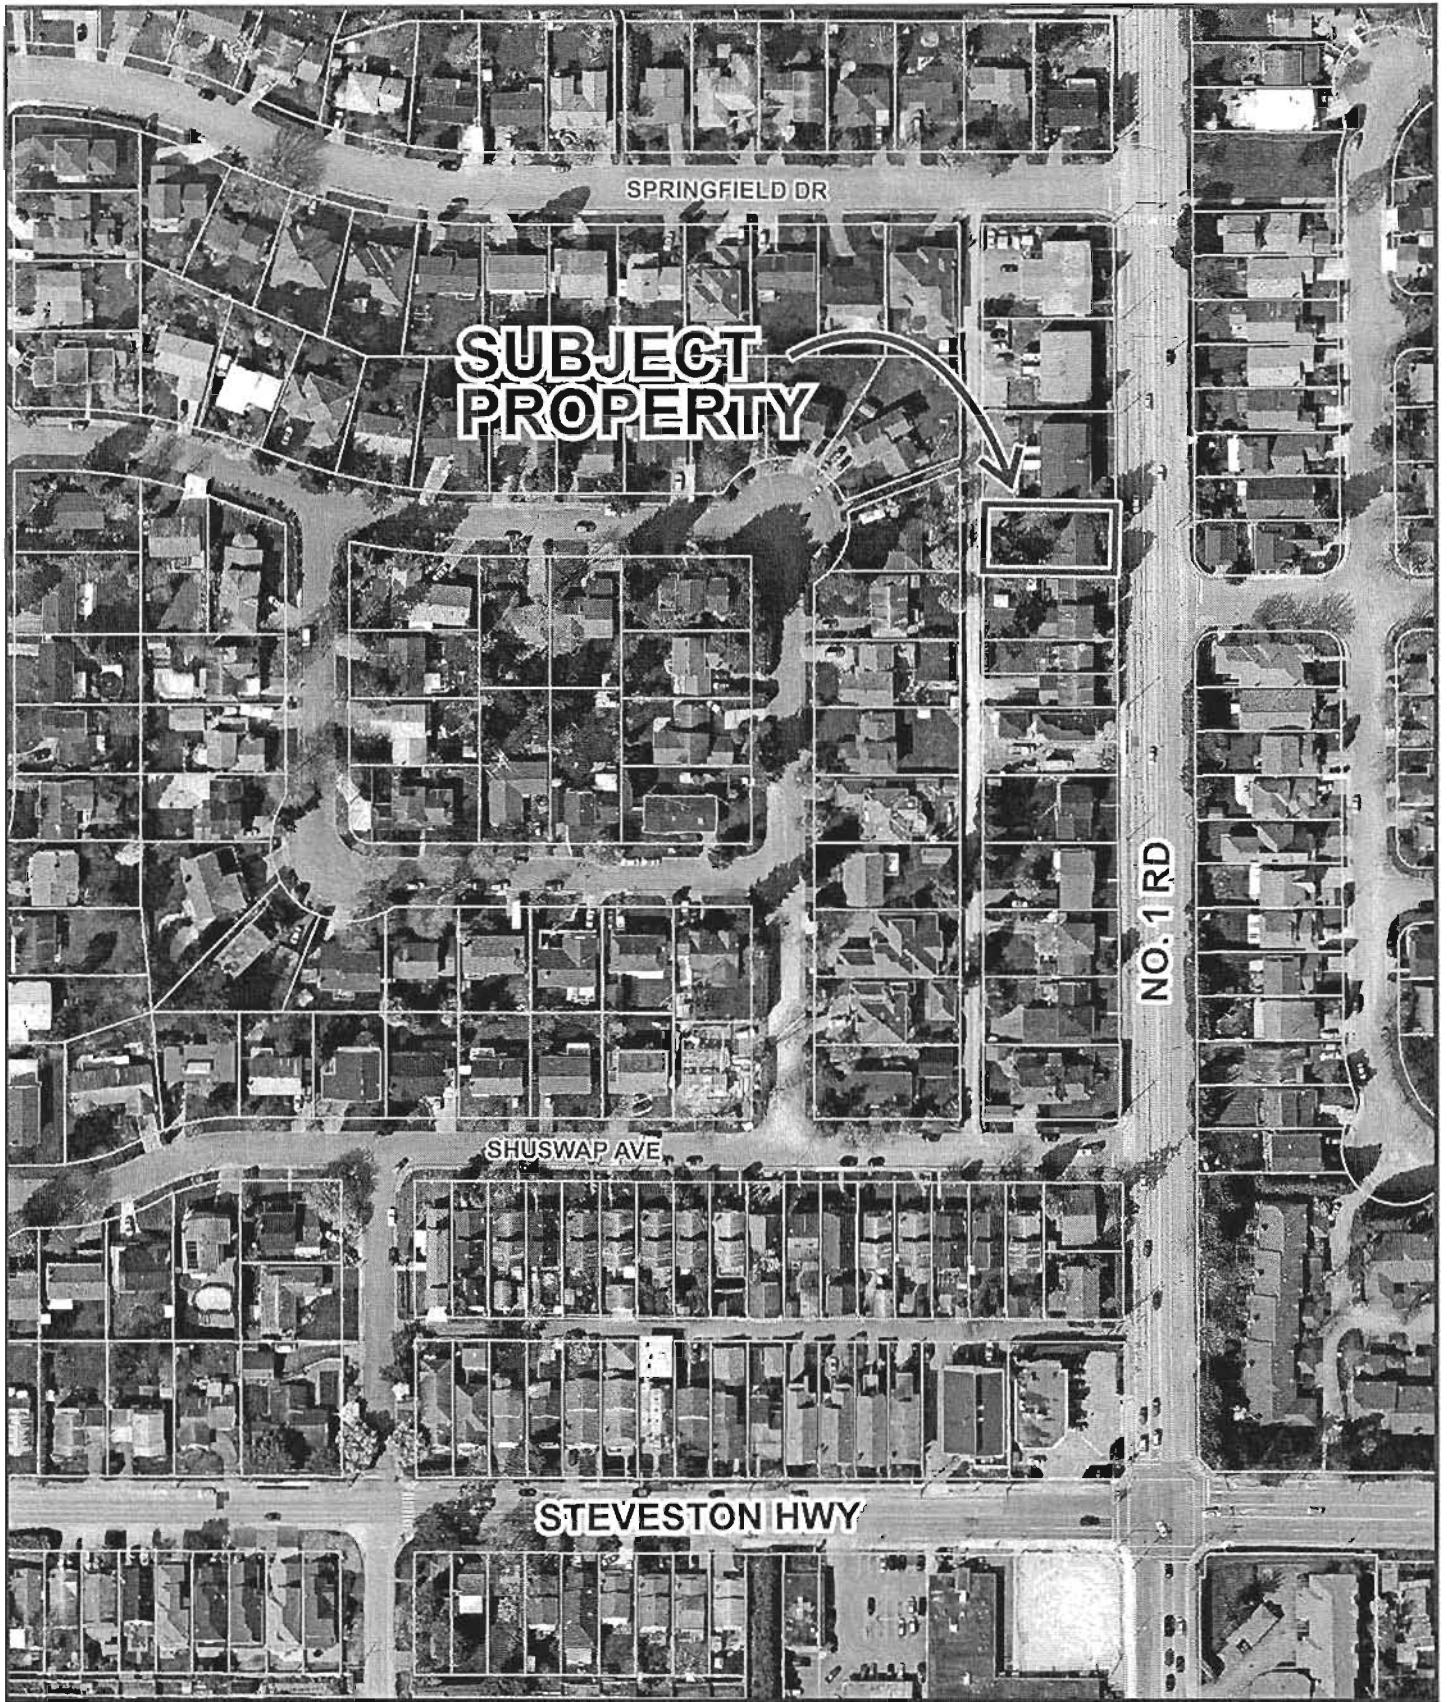 SPRINGFIELD DR
SUBJECT
PROPERTY
NO. 1 RD
SHUSWAP AVE
STEVESTON HWY